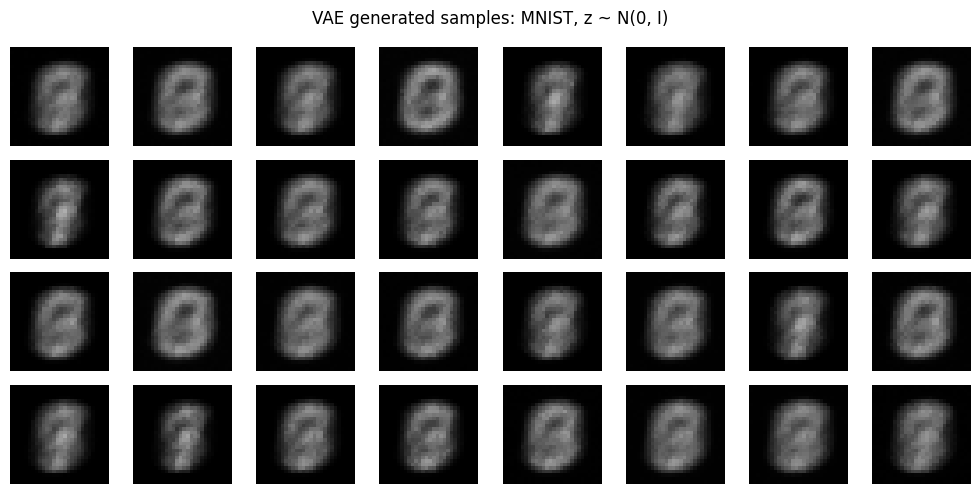 VAE generated samples: MNIST, z ~ N(0, I)